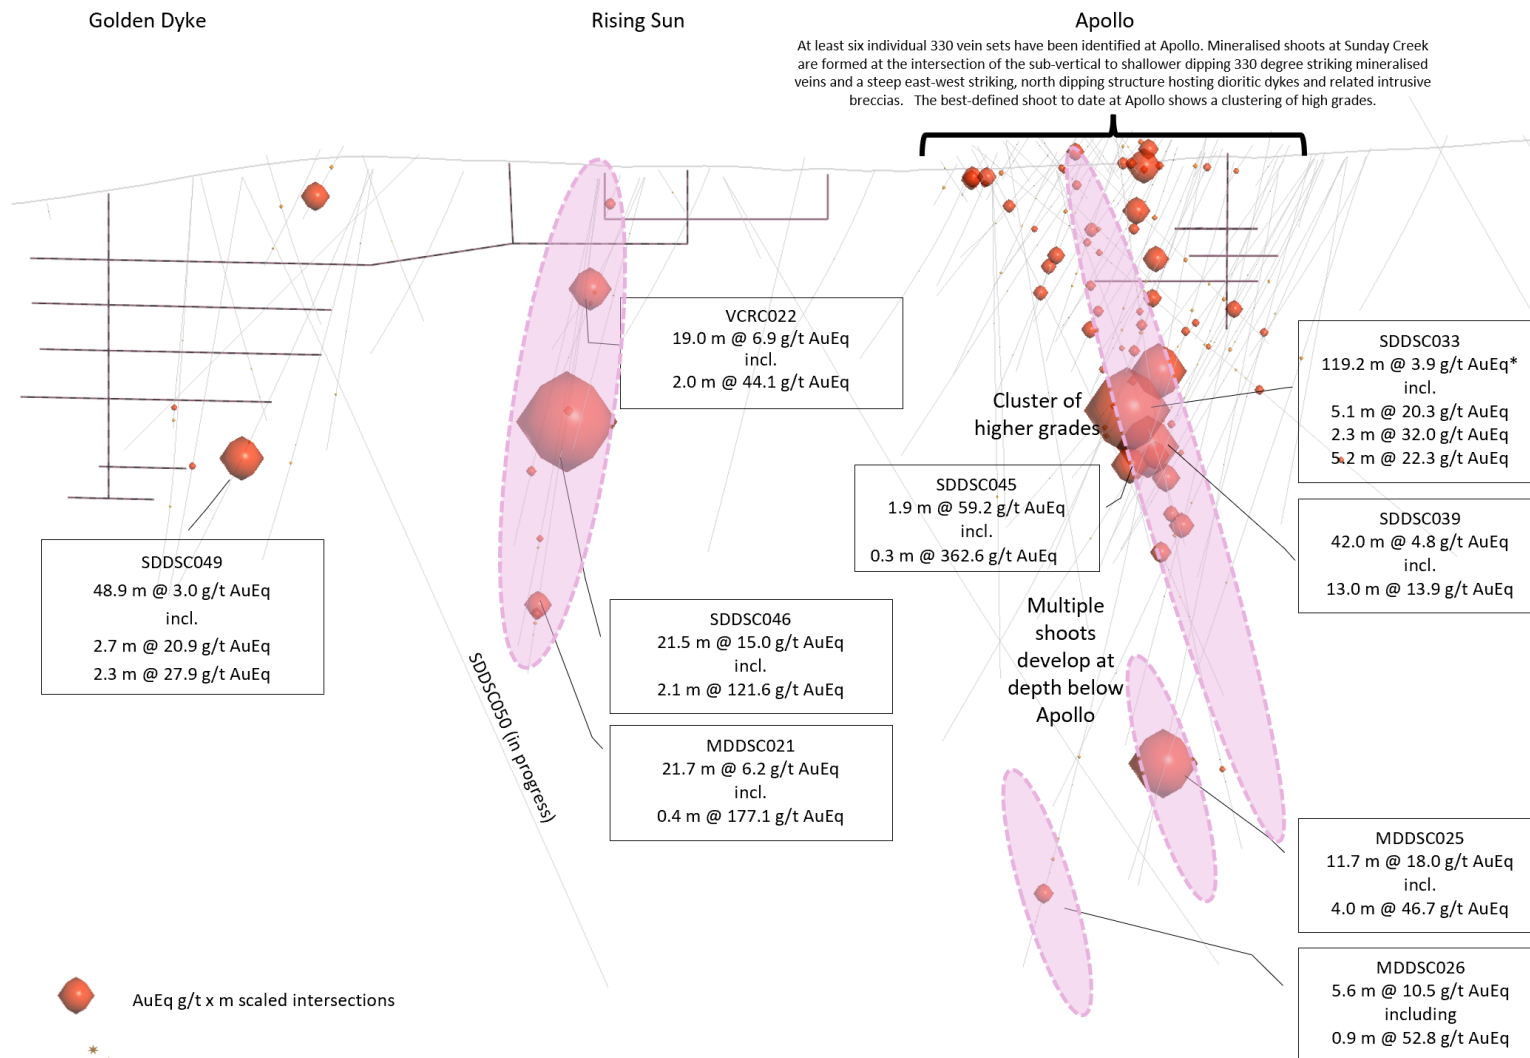 Golden Dyke
Rising Sun
Apollo
At least six individual 330 vein sets have been identified at Apollo. Mineralised shoots at Sunday Creek
are formed at the intersection of the sub-vertical to shallower dipping 330 degree striking mineralised
veins and a steep east-west striking, north dipping structure hosting dioritic dykes and related intrusive
breccias. The best-defined shoot to date at Apollo shows a clustering of high grades.
VCRC022
19.0 m @ 6.9 g/t AuEq
incl.
2.0 m @ 44.1 g/t AuEq
SDDSC033
119.2 m @ 3.9 g/t AuEq*
incl.
5.1 m @ 20.3 g/t AuEq
2.3 m @ 32.0 g/t AuEq
5.2 m @ 22.3 g/t AuEq
Cluster of
higher grades
SDDSC045
1.9 m @ 59.2 g/t AuEq
incl.
0.3 m @ 362.6 g/t AuEq
SDDSC039
42.0 m @ 4.8 g/t AuEq
incl.
13.0 m @ 13.9 g/t AuEq
SDDSC049
48.9 m @ 3.0 g/t AuEq
incl.
2.7 m @ 20.9 g/t AuEq
2.3 m @ 27.9 g/t AuEq
SDDSC046
21.5 m @ 15.0 g/t AuEq
incl.
2.1 m @ 121.6 g/t AuEq
Multiple
shoots
develop at
depth below
Apollo
SDDSC050 (in progress)
MDDSC021
21.7 m @ 6.2 g/t AuEq
incl.
0.4 m @ 177.1 g/t AuEq
MDDSC025
11.7 m @ 18.0 g/t AuEq
incl.
4.0 m @ 46.7 g/t AuEq
MDDSC026
5.6 m @ 10.5 g/t AuEq
including
0.9 m @ 52.8 g/t AuEq
AuEq g/t x m scaled intersections